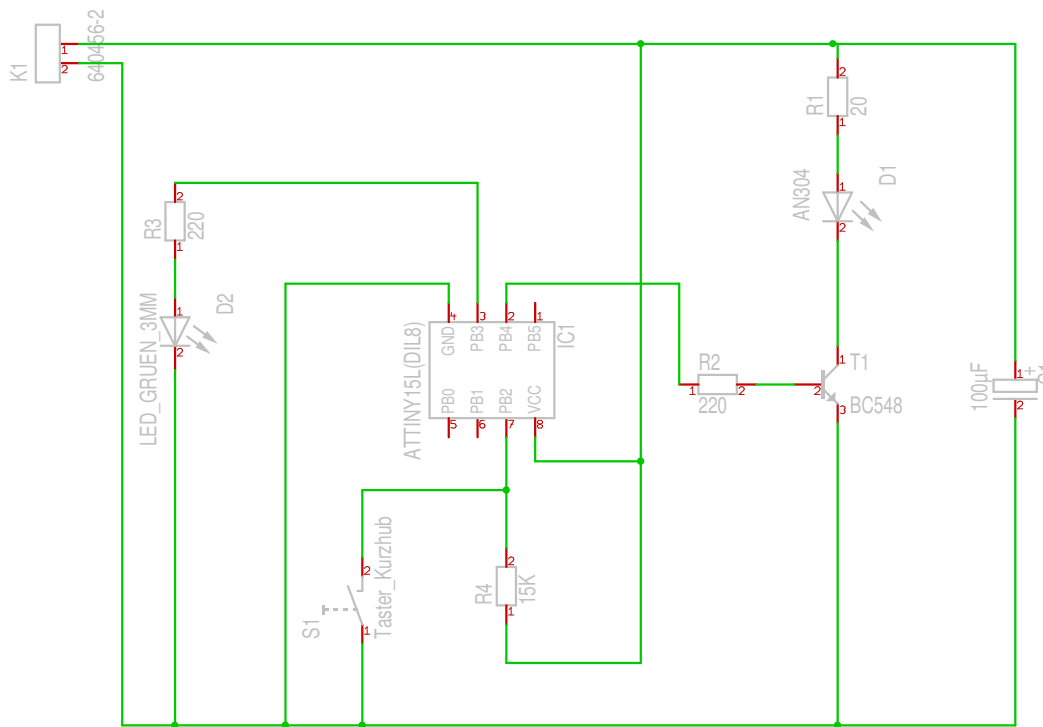 K1
1
2
640456-2
2
R1
20
1
AN304
1
D1
2
2
R3
220
1
LED_GRUEN_3MM
1
D2
2
ATTINY15L(DIL8)
4
3
2
1
GND
PB3
PB4
PB5
IC1
PB0
PB1
PB2
VCC
5
6
7
8
R2
1
2
220
1
T1
2
3
BC548
100µF
1
+
2
S1
2
1
Taster_Kurzhub
R4
2
15K
1